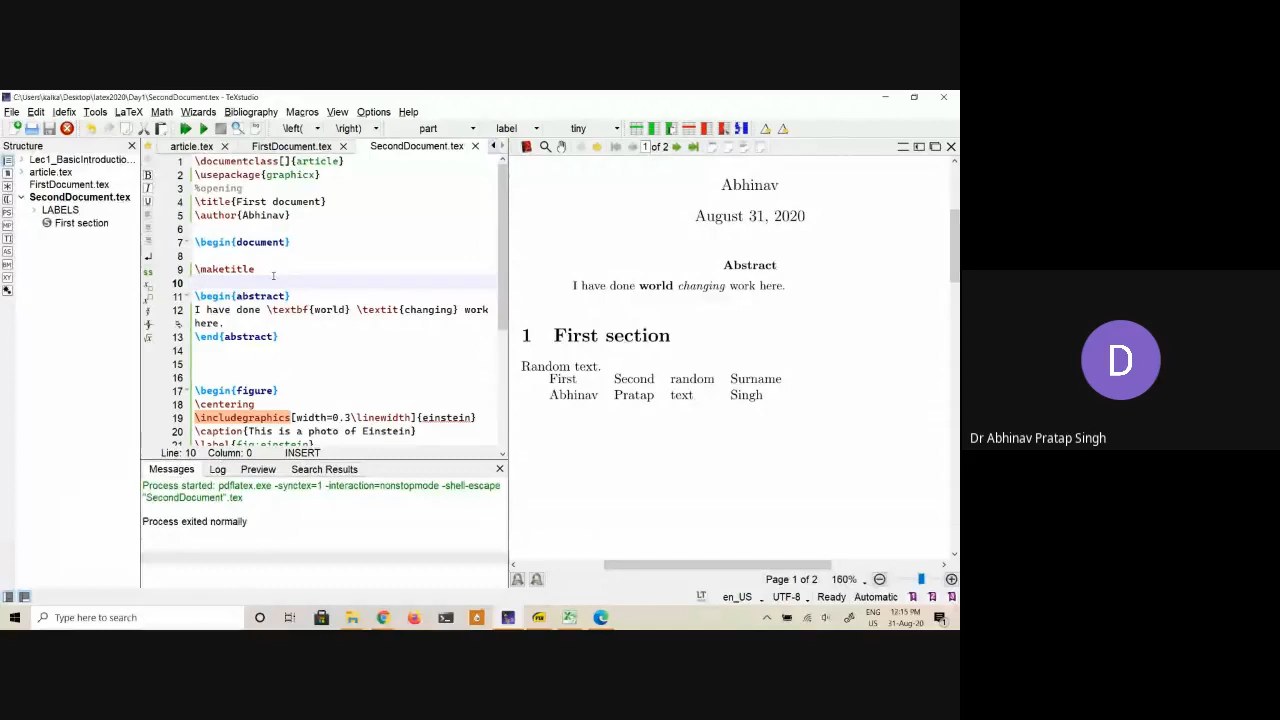 C:\Users\kalka\Desktop\latex2020\Day1\SecondDocument.tex - TeXstudio
File Edit Idefix Tools LaTeX Math Wizards Bibliography Macros View Options Help
\left( \right) part label tiny
Structure
Lec1_BasicIntroductio...
article.tex
FirstDocument.tex
SecondDocument.tex
LABELS
First section
article.tex FirstDocument.tex SecondDocument.tex
1 \documentclass[]{article}
2 \usepackage{graphicx}
3 %opening
4 \title{First document}
5 \author{Abhinav}
6
7 \begin{document}
8
9 \maketitle
10
11 \begin{abstract}
12 I have done \textbf{world} \textit{changing} work
here.
13 \end{abstract}
14
15
16
17 \begin{figure}
18 \centering
19 \includegraphics[width=0.3\linewidth]{einstein}
20 \caption{This is a photo of Einstein}
21 \label{fig:einstein}
Line: 10 Column: 0 INSERT
Messages Log Preview Search Results
Process started: pdflatex.exe -synctex=1 -interaction=nonstopmode -shell-escape
"SecondDocument".tex
Process exited normally
1 of 2
Abhinav
August 31, 2020
Abstract
I have done world changing work here.
1 First section
Random text.
First Second random Surname
Abhinav Pratap text Singh
Page 1 of 2 160%
LT en_US UTF-8 Ready Automatic
Type here to search
ENG
US
12:15 PM
31-Aug-20
D
Dr Abhinav Pratap Singh